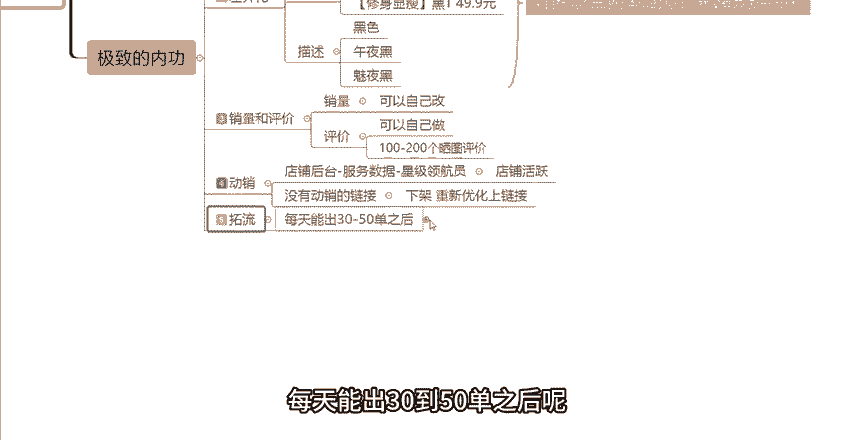 【修身显瘦】黑T 49.9元
黑色
极致的内功
描述
午夜黑
魅夜黑
销量
可以自己改
3销量和评价
可以自己做
评价
100-200个晒图评价
店铺后台-服务数据-星级领航员
店铺活跃
4动销
没有动销的链接
下架 重新优化上链接
5拓流
每天能出30-50单之后
每天能出30到50单之后呢